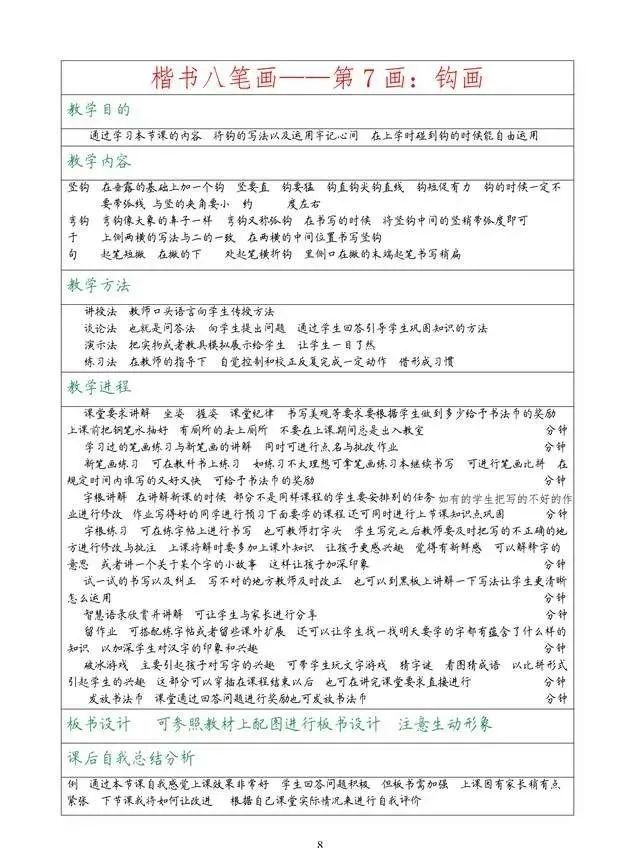 楷书八笔画——第7画：钩画
教学目的
通过学习本节课的内容 将钩的写法以及运用牢记心间 在上学时碰到钩的时候能自由运用
教学内容
竖钩 在垂露的基础上加一个钩 竖要直 钩要猛 钩直钩尖钩直线 钩短促有力 钩的时候一定不
要带弧线 与竖的夹角要小 约 度左右
弯钩 弯钩像大象的鼻子一样 弯钩又称弧钩 在书写的时候 将竖钩中间的竖稍带弧度即可
于 上侧两横的写法与二的一致 在两横的中间位置书写竖钩
句 起笔短撇 在撇的下 处起笔横折钩 里侧口在撇的末端起笔书写稍扁
教学方法
讲授法 教师口头语言向学生传授方法
谈论法 也就是问答法 向学生提出问题 通过学生回答引导学生巩固知识的方法
演示法 把实物或者教具模拟展示给学生 让学生一目了然
练习法 在教师的指导下 自觉控制和校正反复完成一定动作 借形成习惯
教学进程
课堂要求讲解 坐姿 握姿 课堂纪律 书写美观等要求要根据学生做到多少给予书法币的奖励
上课前把钢笔水抽好 有厕所的去上厕所 不要在上课期间总是出入教室 分钟
学习过的笔画练习与新笔画的讲解 同时可进行点名与批改作业 分钟
新笔画练习 可在教科书上练习 如练习不太理想可拿笔画练习本继续书写 可进行笔画比拼 在
规定时间内谁写的又好又快 可给予书法币的奖励 分钟
字根讲解 在讲解新课的时候 部分不是同样课程的学生要安排别的任务 如有的学生把写的不好的作
业进行修改 作业写得好的同学进行预习下面要学的课程 还可同时进行上节课知识点巩固 分钟
字根练习 可在练字帖上进行书写 也可教师打字头 学生写完之后教师要及时把写的不正确的地
方进行修改与批注 上课将解时要多加上课外知识 让孩子更感兴趣 觉得有新鲜感 可以解释字的
意思 或者讲一个关于某个字的小故事 这样让孩子加深印象 分钟
试一试的书写以及纠正 写不对的地方教师及时改正 也可以到黑板上讲解一下写法让学生更清晰
怎么运用 分钟
智慧语录欣赏并讲解 可让学生与家长进行分享 分钟
留作业 可搭配练字帖或者留些课外扩展 还可以让学生找一找明天要学的字都有蕴含了什么样的
知识 以加深学生对汉字的印象和兴趣 分钟
破冰游戏 主要引起孩子对写字的兴趣 可带学生玩文字游戏 猜字谜 看图猜成语 以比拼形式
引起学生的兴趣 这部分可以穿插在课程结束以后 也可在讲完课堂要求直接进行 分钟
发放书法币 课堂通过回答问题进行奖励也可发放书法币 分钟
板书设计 可参照教材上配图进行板书设计 注意生动形象
课后自我总结分析
例 通过本节课自我感觉上课效果非常好 学生回答问题积极 但板书需加强 上课因有家长稍有点
紧张 下节课我将如何让改进 根据自己课堂实际情况来进行自我评价
8